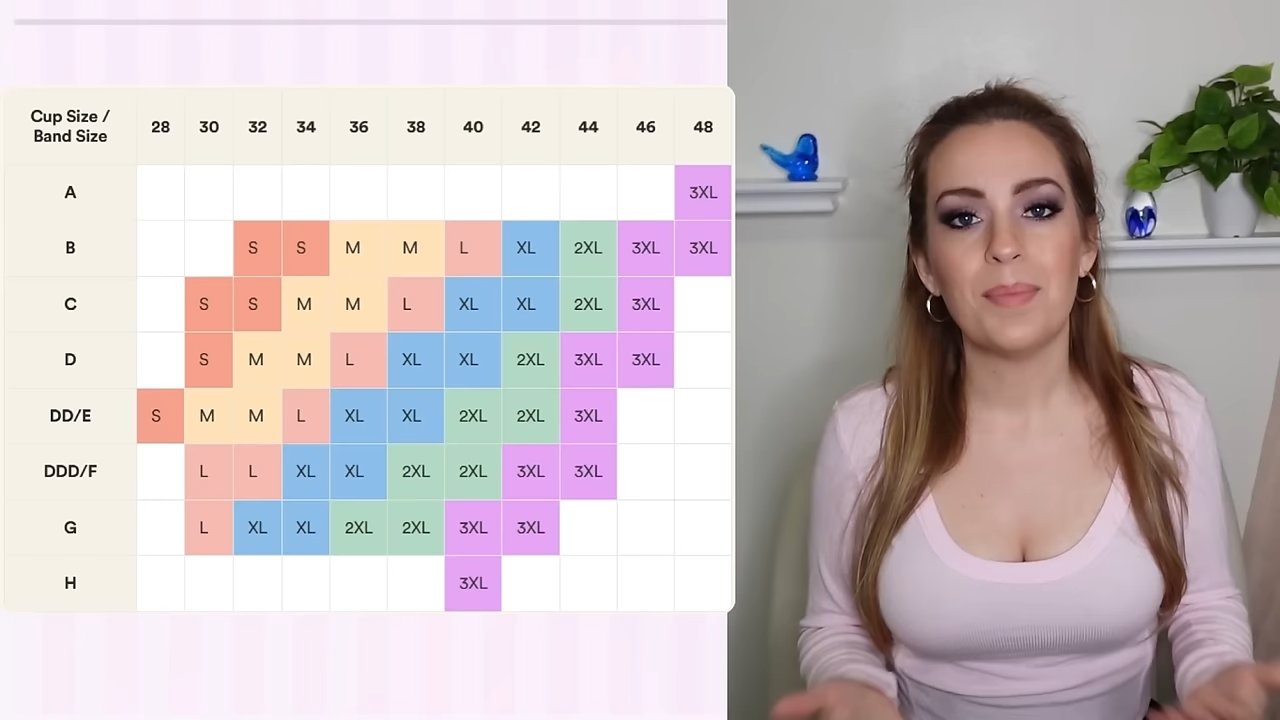 Cup Size /
Band Size
28 30 32 34 36 38 40 42 44 46 48
A 3XL
B S S M M L XL 2XL 3XL 3XL
C S S M M L XL XL 2XL 3XL
D S M M L XL XL 2XL 3XL 3XL
DD/E S M M L XL XL 2XL 2XL 3XL
DDD/F L L XL XL 2XL 2XL 3XL 3XL
G L XL XL 2XL 2XL 3XL 3XL
H 3XL